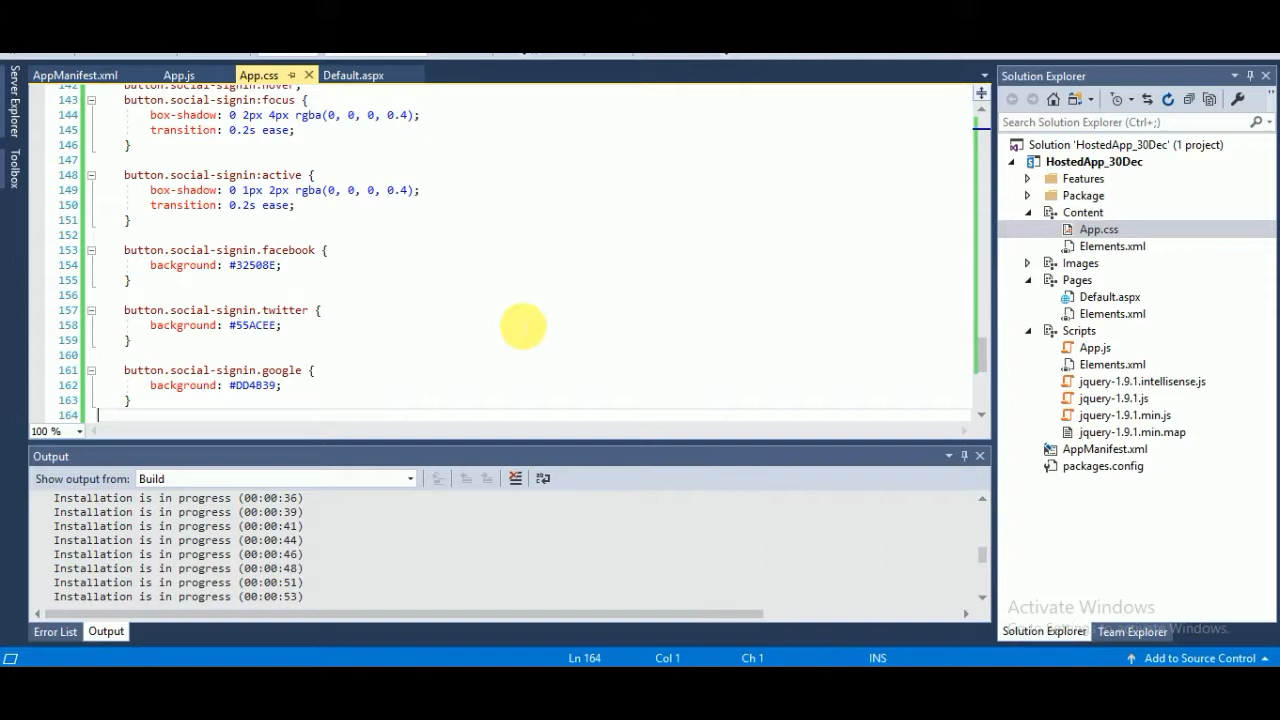 AppManifest.xml App.js App.css Default.aspx
Server Explorer
Toolbox
142 button.social-signin:hover,
143 button.social-signin:focus {
144 box-shadow: 0 2px 4px rgba(0, 0, 0, 0.4);
145 transition: 0.2s ease;
146 }
147
148 button.social-signin:active {
149 box-shadow: 0 1px 2px rgba(0, 0, 0, 0.4);
150 transition: 0.2s ease;
151 }
152
153 button.social-signin.facebook {
154 background: #32508E;
155 }
156
157 button.social-signin.twitter {
158 background: #55ACEE;
159 }
160
161 button.social-signin.google {
162 background: #DD4B39;
163 }
164
100 %
Output
Show output from: Build
Installation is in progress (00:00:36)
Installation is in progress (00:00:39)
Installation is in progress (00:00:41)
Installation is in progress (00:00:44)
Installation is in progress (00:00:46)
Installation is in progress (00:00:48)
Installation is in progress (00:00:51)
Installation is in progress (00:00:53)
Error List Output
Solution Explorer
Search Solution Explorer (Ctrl+;)
Solution 'HostedApp_30Dec' (1 project)
HostedApp_30Dec
Features
Package
Content
App.css
Elements.xml
Images
Pages
Default.aspx
Elements.xml
Scripts
App.js
Elements.xml
jquery-1.9.1.intellisense.js
jquery-1.9.1.js
jquery-1.9.1.min.js
jquery-1.9.1.min.map
AppManifest.xml
packages.config
Activate Windows
Go to Settings to activate Windows.
Solution Explorer Team Explorer
Ln 164 Col 1 Ch 1 INS Add to Source Control